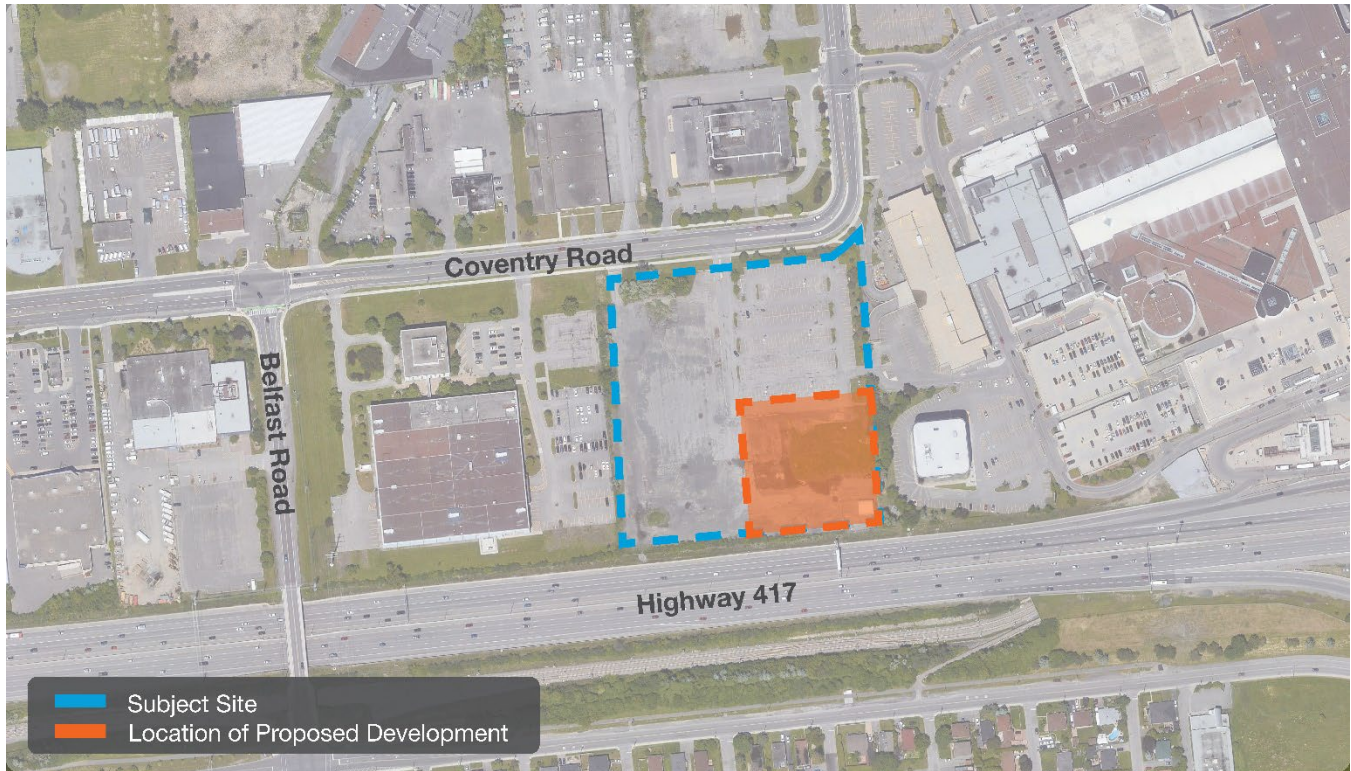 Coventry Road
Belfast Road
Highway 417
Subject Site
Location of Proposed Development